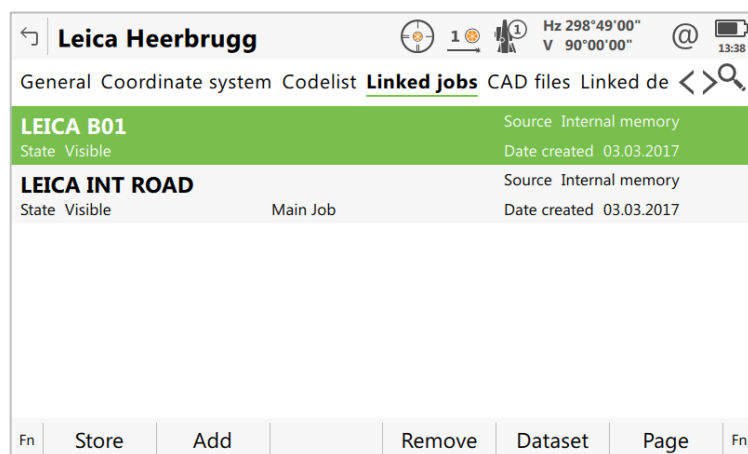 Leica Heerbrugg 1 1 Hz 298°49'00" @
V 90°00'00" 13:38
General Coordinate system Codelist Linked jobs CAD files Linked de
LEICA B01 Source Internal memory
State Visible Date created 03.03.2017
LEICA INT ROAD Source Internal memory
State Visible Main Job Date created 03.03.2017
Fn Store Add Remove Dataset Page Fn